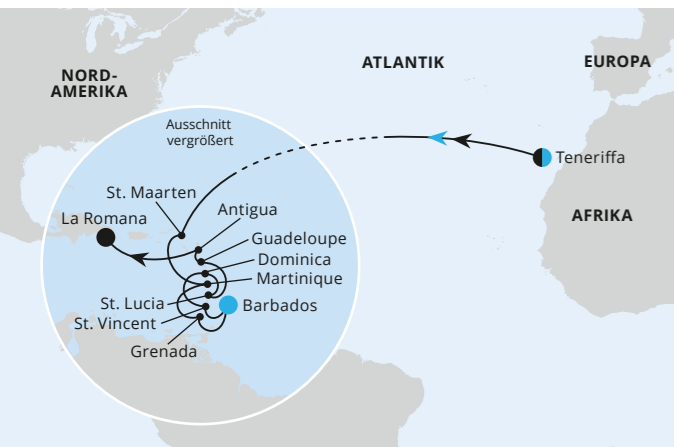 NORD-
AMERIKA
ATLANTIK
EUROPA
Ausschnitt
vergrößert
Teneriffa
St. Maarten
La Romana
Antigua
AFRIKA
Guadeloupe
Dominica
Martinique
St. Lucia
Barbados
St. Vincent
Grenada